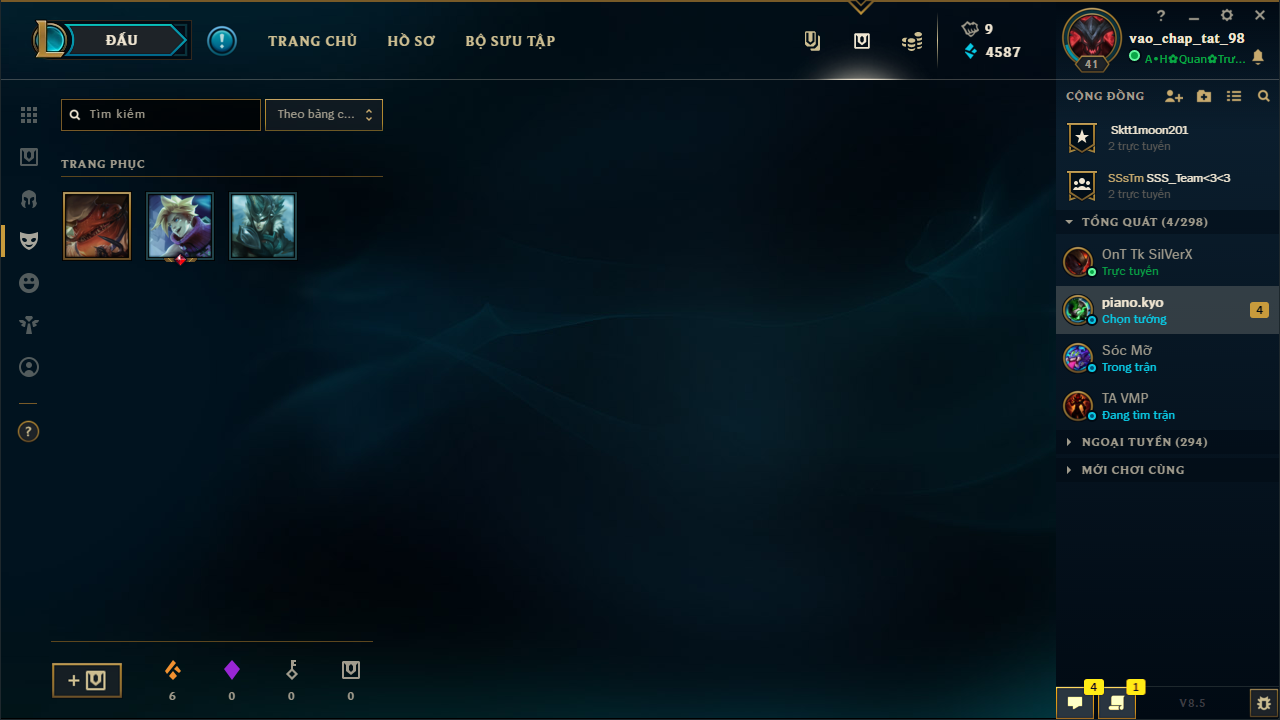 ĐẤU
!
TRANG CHỦ
HỒ SƠ
BỘ SƯU TẬP
9
4587
?
41
vao_chap_tat_98
A•H✿Quan✿Trư...
Tìm kiếm
Theo bảng c...
TRANG PHỤC
?
6
0
0
0
CỘNG ĐỒNG
Sktt1moon201
2 trực tuyến
SSsTm SSS_Team<3<3
2 trực tuyến
TỔNG QUÁT (4/298)
OnT Tk SilVerX
Trực tuyến
piano.kyo
4
Chọn tướng
Sóc Mỡ
Trong trận
TA VMP
Đang tìm trận
NGOẠI TUYẾN (294)
MỚI CHƠI CÙNG
4
1
V8.5